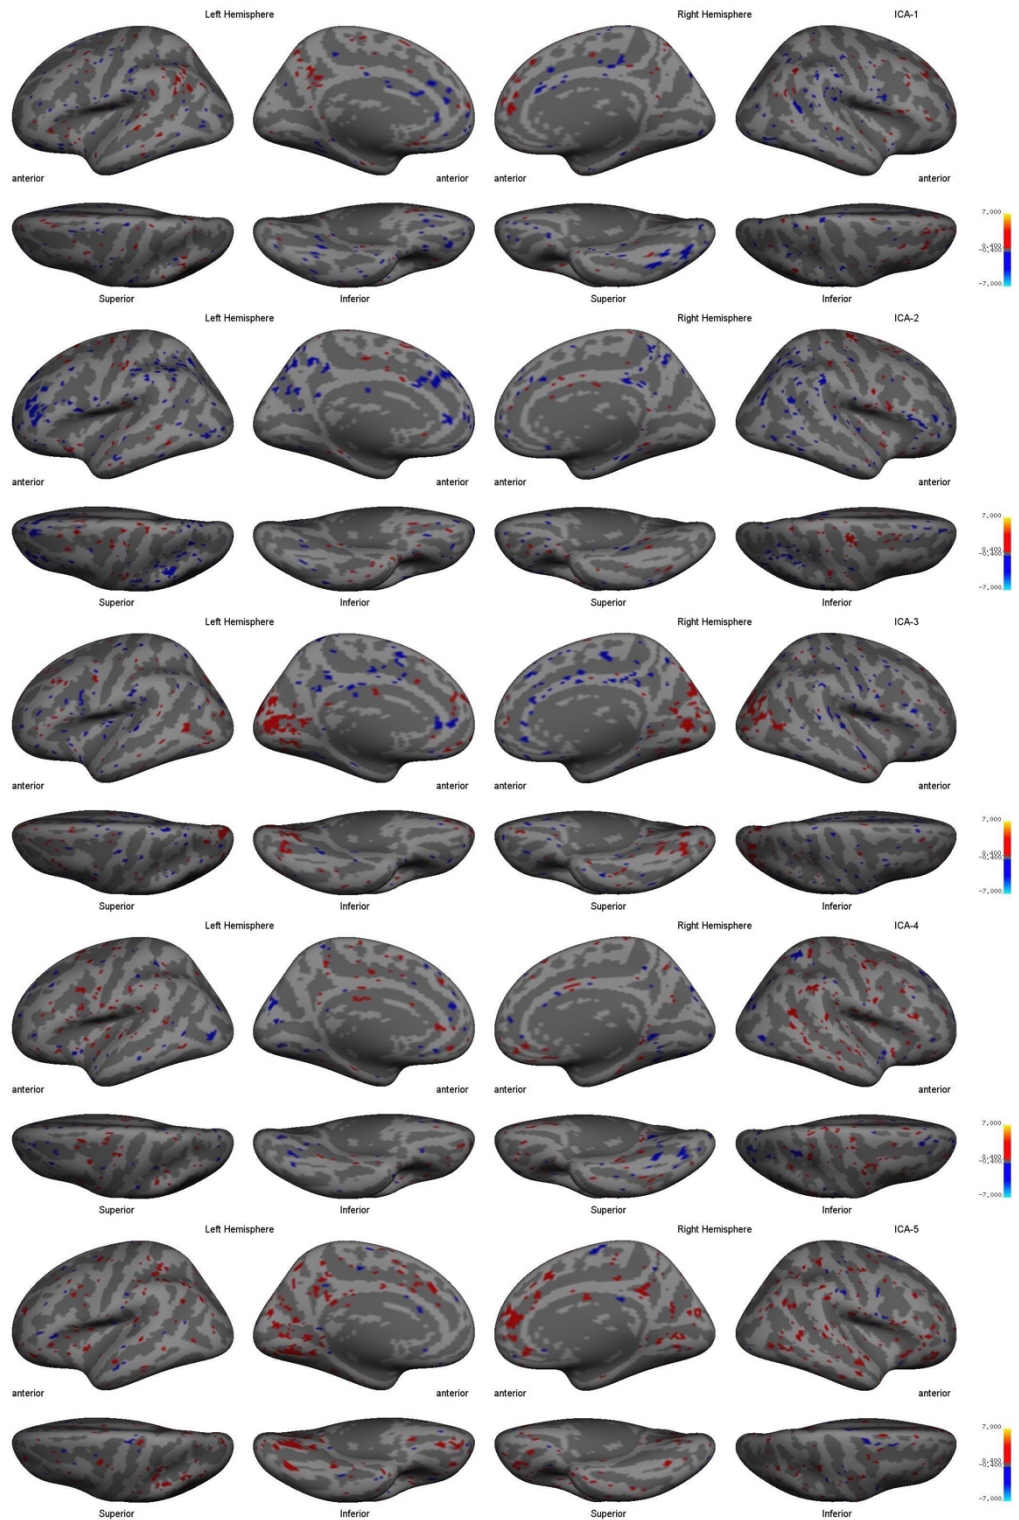 Left Hemisphere Right Hemisphere ICA-1
anterior anterior anterior anterior
7,000
-7,000
Superior Inferior Superior Inferior
Left Hemisphere Right Hemisphere ICA-2
anterior anterior anterior anterior
7,000
-7,000
Superior Inferior Superior Inferior
Left Hemisphere Right Hemisphere ICA-3
anterior anterior anterior anterior
7,000
-7,000
Superior Inferior Superior Inferior
Left Hemisphere Right Hemisphere ICA-4
anterior anterior anterior anterior
7,000
-7,000
Superior Inferior Superior Inferior
Left Hemisphere Right Hemisphere ICA-5
anterior anterior anterior anterior
7,000
-7,000
Superior Inferior Superior Inferior